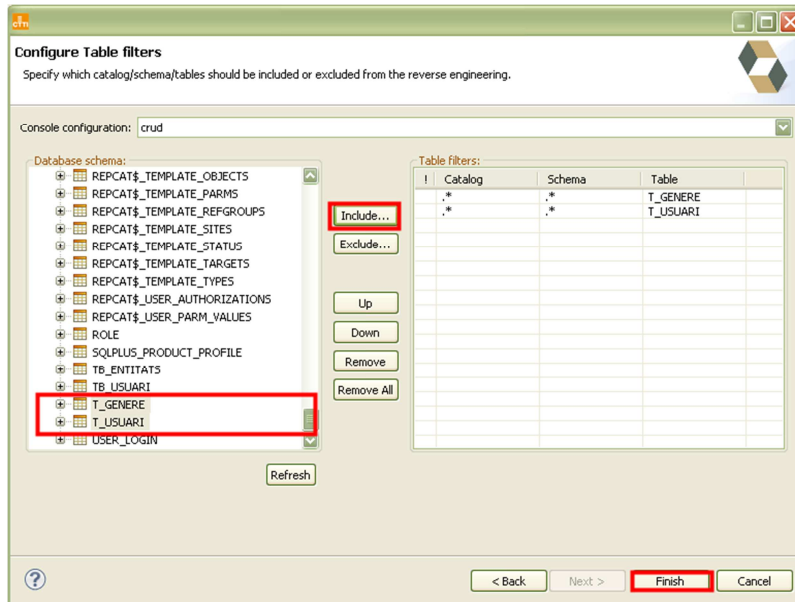 CTTI
Configure Table filters
Specify which catalog/schema/tables should be included or excluded from the reverse engineering.
Console configuration: crud
Database schema:
REPCAT$_TEMPLATE_OBJECTS
REPCAT$_TEMPLATE_PARMS
REPCAT$_TEMPLATE_REFGROUPS
REPCAT$_TEMPLATE_SITES
REPCAT$_TEMPLATE_STATUS
REPCAT$_TEMPLATE_TARGETS
REPCAT$_TEMPLATE_TYPES
REPCAT$_USER_AUTHORIZATIONS
REPCAT$_USER_PARM_VALUES
ROLE
SQLPLUS_PRODUCT_PROFILE
TB_ENTITATS
TB_USUARI
T_GENERE
T_USUARI
USER_LOGIN
Refresh
Include...
Exclude...
Up
Down
Remove
Remove All
Table filters:
! Catalog Schema Table
.* .* T_GENERE
.* .* T_USUARI
?
< Back Next > Finish Cancel